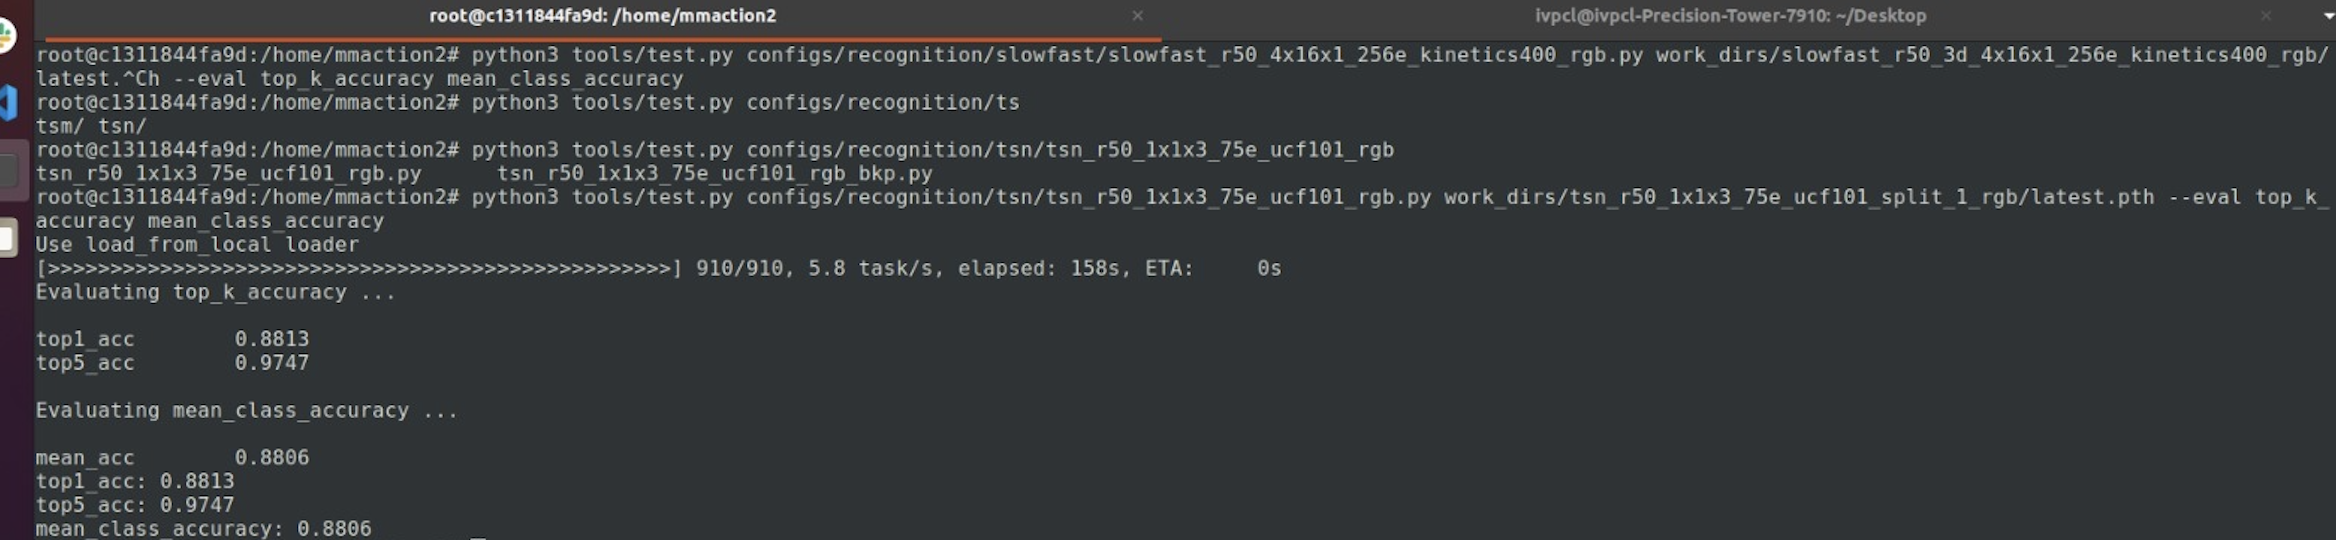 root@c1311844fa9d: /home/mmaction2 × ivpcl@ivpcl-Precision-Tower-7910: ~/Desktop ×
root@c1311844fa9d:/home/mmaction2# python3 tools/test.py configs/recognition/slowfast/slowfast_r50_4x16x1_256e_kinetics400_rgb.py work_dirs/slowfast_r50_3d_4x16x1_256e_kinetics400_rgb/
latest.^Ch --eval top_k_accuracy mean_class_accuracy
root@c1311844fa9d:/home/mmaction2# python3 tools/test.py configs/recognition/ts
tsm/ tsn/
root@c1311844fa9d:/home/mmaction2# python3 tools/test.py configs/recognition/tsn/tsn_r50_1x1x3_75e_ucf101_rgb
tsn_r50_1x1x3_75e_ucf101_rgb.py      tsn_r50_1x1x3_75e_ucf101_rgb_bkp.py
root@c1311844fa9d:/home/mmaction2# python3 tools/test.py configs/recognition/tsn/tsn_r50_1x1x3_75e_ucf101_rgb.py work_dirs/tsn_r50_1x1x3_75e_ucf101_split_1_rgb/latest.pth --eval top_k_
accuracy mean_class_accuracy
Use load_from_local loader
[>>>>>>>>>>>>>>>>>>>>>>>>>>>>>>>>>>>>>>>>>>>>>>>>>>] 910/910, 5.8 task/s, elapsed: 158s, ETA:     0s
Evaluating top_k_accuracy ...
top1_acc        0.8813
top5_acc        0.9747
Evaluating mean_class_accuracy ...
mean_acc        0.8806
top1_acc: 0.8813
top5_acc: 0.9747
mean_class_accuracy: 0.8806